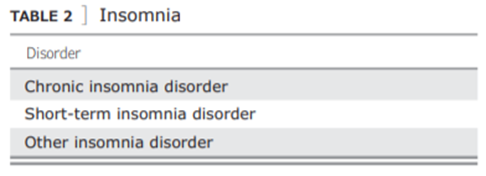 TABLE 2 ] Insomnia
Disorder
Chronic insomnia disorder
Short-term insomnia disorder
Other insomnia disorder